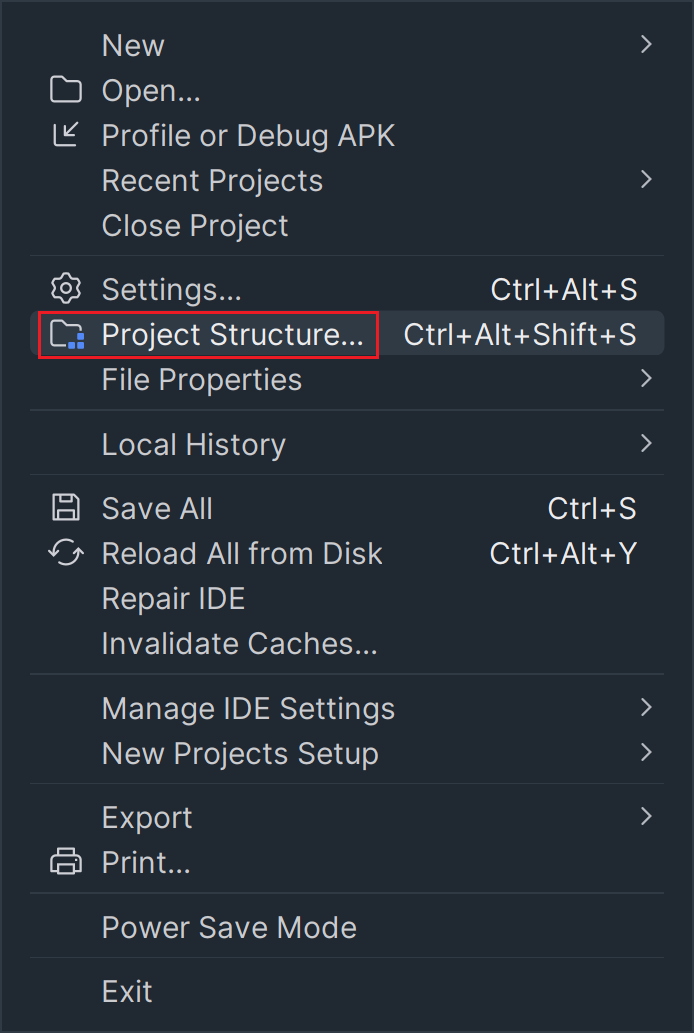 New
Open...
Profile or Debug APK
Recent Projects
Close Project
Settings... Ctrl+Alt+S
Project Structure... Ctrl+Alt+Shift+S
File Properties
Local History
Save All Ctrl+S
Reload All from Disk Ctrl+Alt+Y
Repair IDE
Invalidate Caches...
Manage IDE Settings
New Projects Setup
Export
Print...
Power Save Mode
Exit